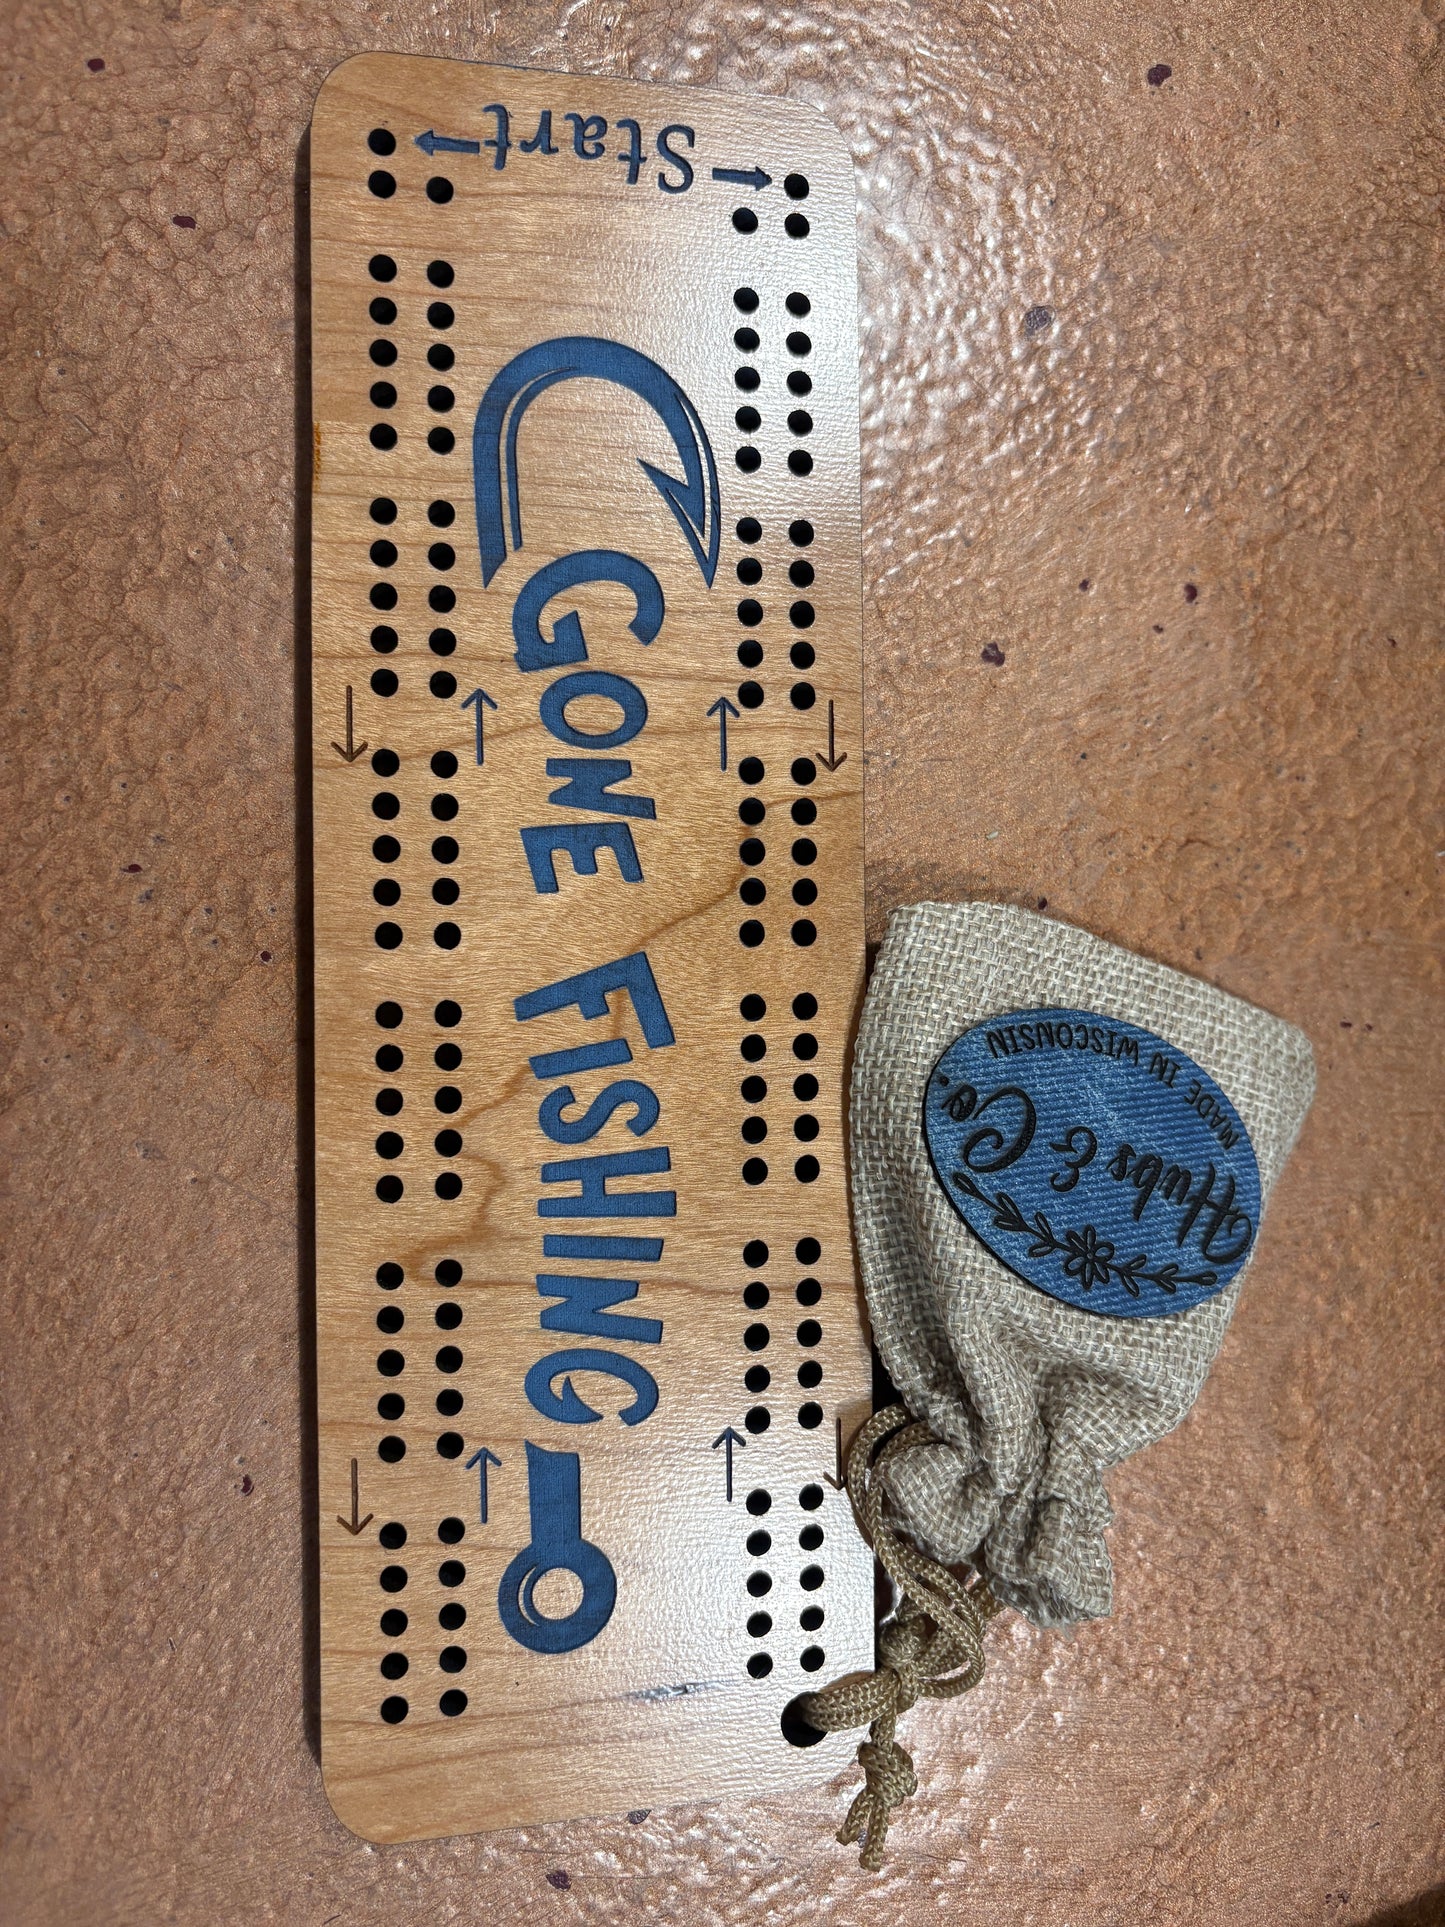 Start
GONE FISHING
Hubs & Co.
MADE IN WISCONSIN